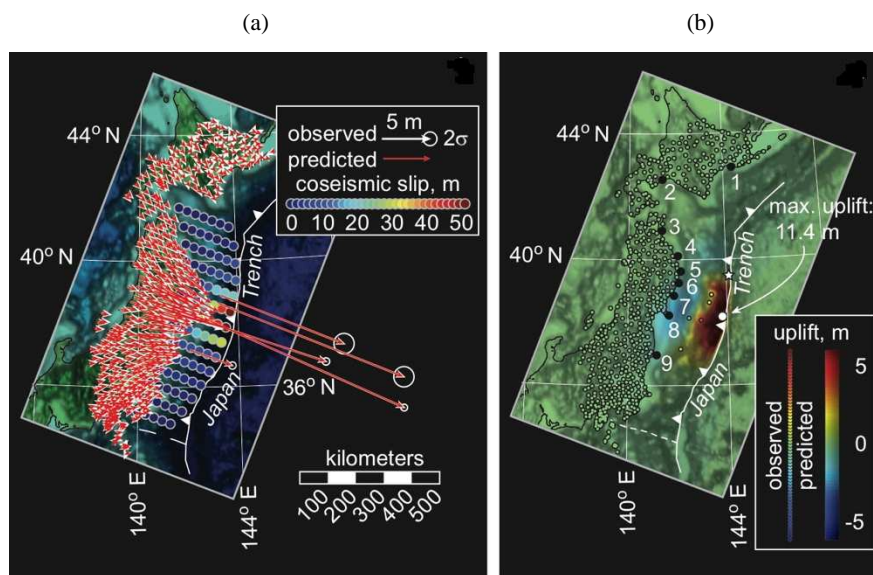 (a)
(b)
44° N
40° N
36° N
140° E
144° E
observed
5 m
2σ
predicted
coseismic slip, m
0 10 20 30 40 50
Trench
Japan
kilometers
100 200 300 400 500
44° N
40° N
140° E
144° E
1
2
3
4
5
6
7
8
9
max. uplift:
11.4 m
Trench
Japan
uplift, m
observed
predicted
5
0
-5